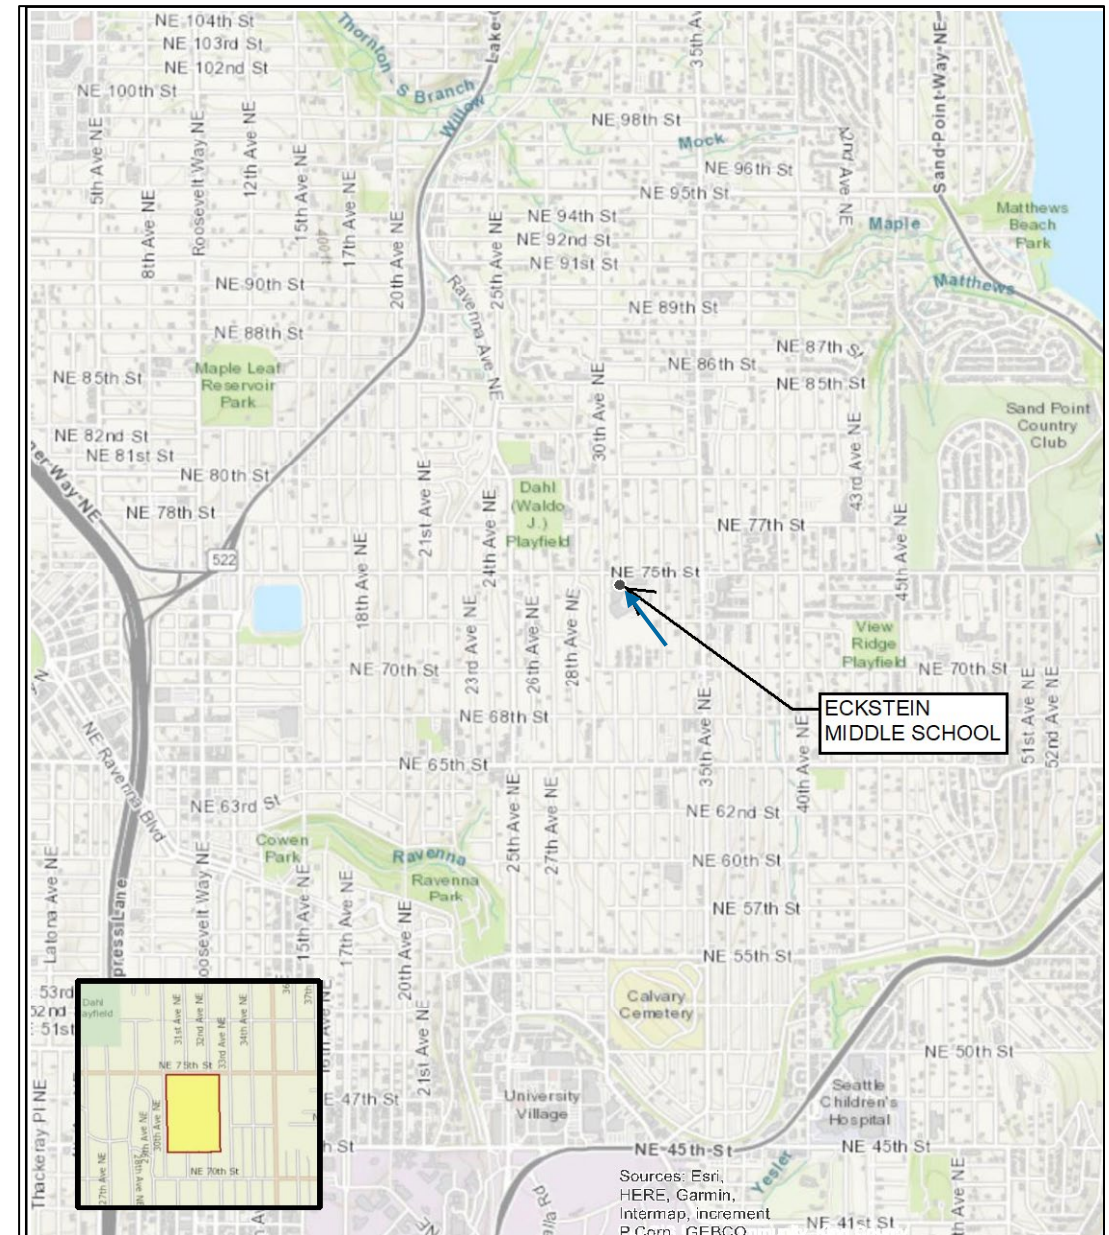 NE 104th St
NE 103rd St
NE 102nd St
NE 100th St
Thornton - S Branch
Willow
NE 98th St
Mock
NE 96th St
NE 95th St
Sand-Point-Way-NE
5th Ave NE
8th Ave NE
Roosevelt Way NE
12th Ave NE
15th Ave NE
400ft
17th Ave NE
20th Ave NE
25th Ave NE
NE 94th St
NE 92nd St
NE 91st St
Maple
Matthews
Beach
Park
Matthews
NE 90th St
Ravenna Ave NE
NE 89th St
NE 88th St
NE 87th St
NE 86th St
NE 85th St
NE 85th St
Maple Leaf
Reservoir
Park
30th Ave NE
43rd Ave NE
Sand Point
Country
Club
NE 82nd St
NE 81st St
NE 80th St
NE 78th St
522
21st Ave NE
24th Ave NE
Dahl
(Waldo
J.)
Playfield
NE 77th St
45th Ave NE
NE 75th St
18th Ave NE
23rd Ave NE
26th Ave NE
28th Ave NE
View
Ridge
Playfield
NE 70th St
NE 70th St
ECKSTEIN
MIDDLE SCHOOL
NE 68th St
35th Ave NE
40th Ave NE
51st Ave NE
52nd Ave NE
NE Ravenna Blvd
NE 65th St
NE 63rd St
25th Ave NE
27th Ave NE
NE 62nd St
Cowen
Park
Ravenna
Ravenna
Park
NE 60th St
Latona Ave NE
15th Ave NE
17th Ave NE
20th Ave NE
NE 57th St
NE 55th St
Calvary
Cemetery
21st Ave NE
NE 50th St
University
Village
Seattle
Children's
Hospital
Thackeray Pl NE
NE-45th-St
NE 45th St
Yesler
NE 41st St
Dahl
31st Ave NE
32nd Ave NE
33rd Ave NE
34th Ave NE
NE 75th St
30th Ave NE
29th Ave NE
27th Ave NE
NE 70th St
Sources: Esri,
HERE, Garmin,
Intermap, increment
P Corp., GEBCO